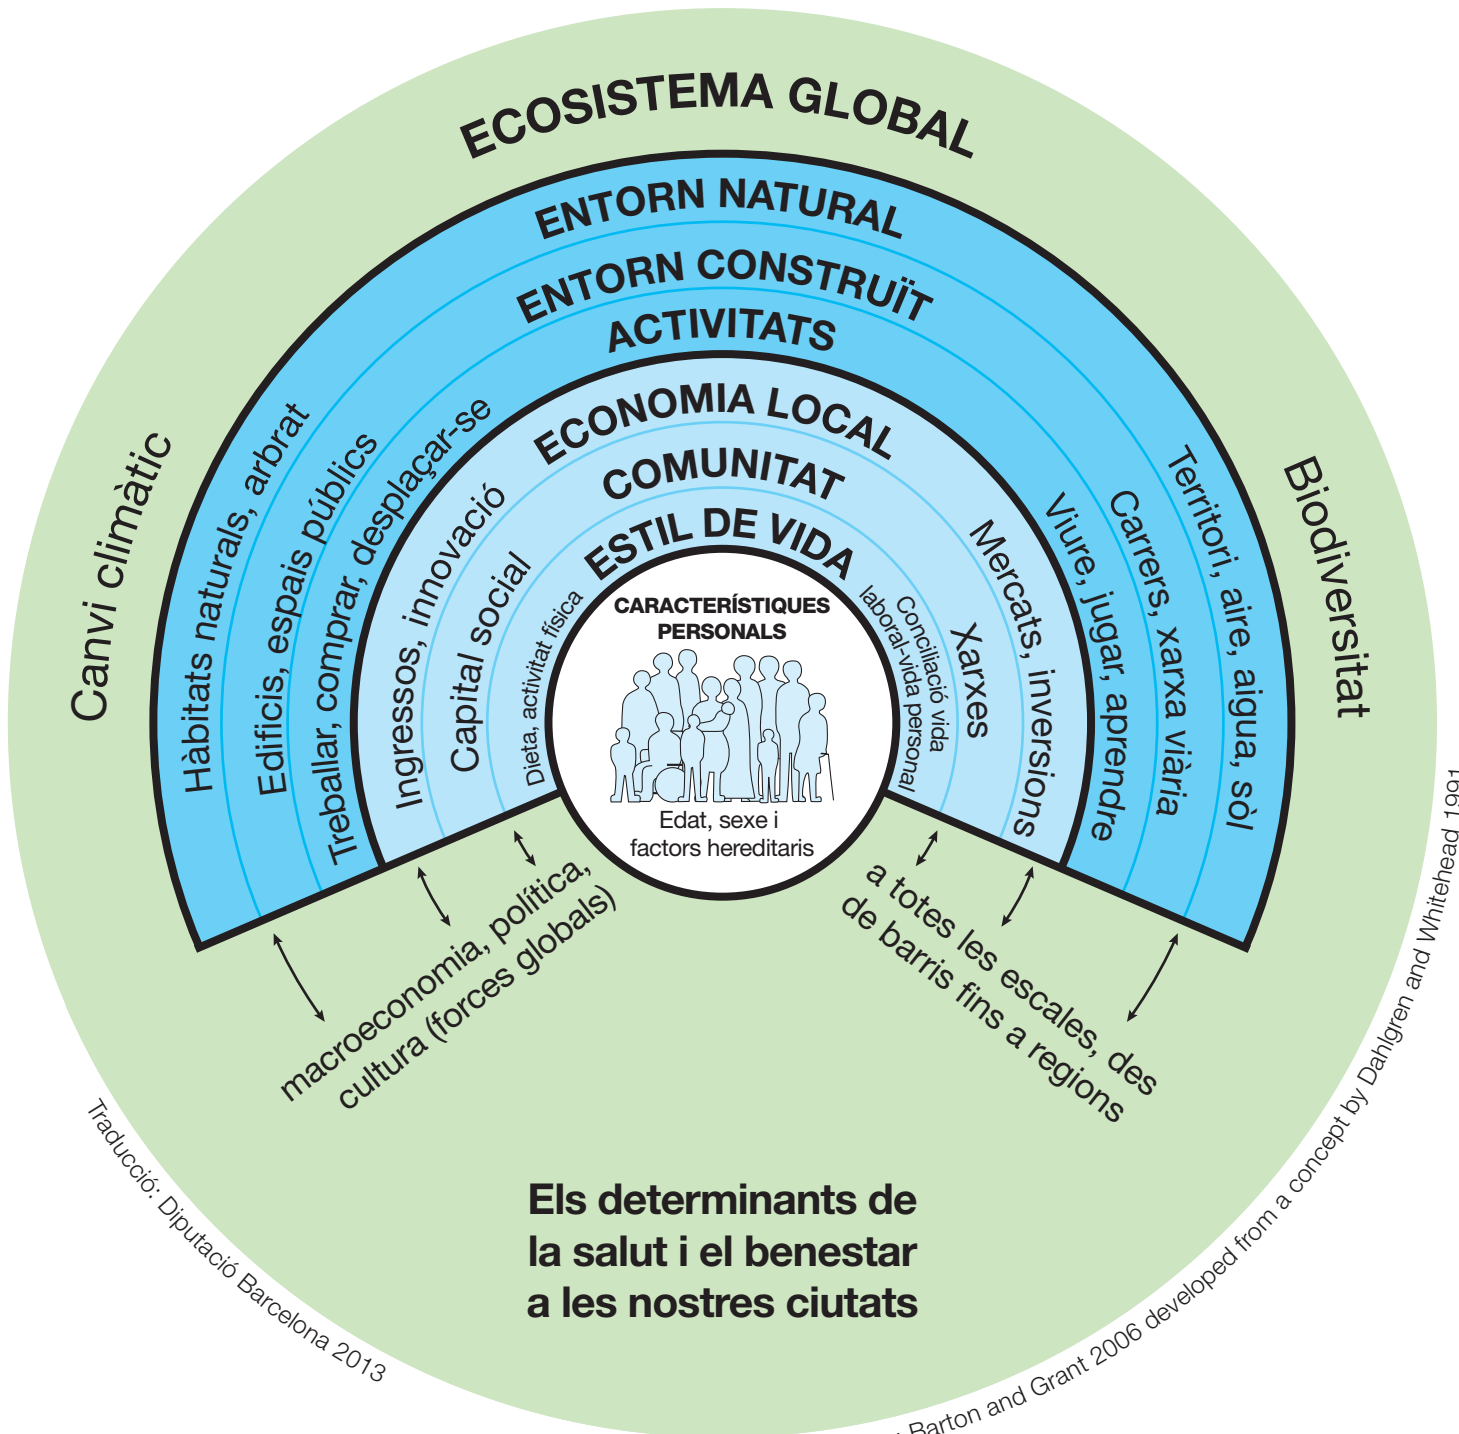 ECOSISTEMA GLOBAL
Canvi climàtic
Biodiversitat
ENTORN NATURAL
Hàbitats naturals, arbrat
Territori, aire, aigua, sòl
ENTORN CONSTRUÏT
Edificis, espais públics
Carrers, xarxa viària
ACTIVITATS
Treballar, comprar, desplaçar-se
Viure, jugar, aprendre
ECONOMIA LOCAL
Ingressos, innovació
Mercats, inversions
COMUNITAT
Capital social
Xarxes
ESTIL DE VIDA
Dieta, activitat física
Conciliació vida
laboral-vida personal
CARACTERÍSTIQUES
PERSONALS
Edat, sexe i
factors hereditaris
macroeconomia, política,
cultura (forces globals)
a totes les escales, des
de barris fins a regions
Els determinants de
la salut i el benestar
a les nostres ciutats
Traducció: Diputació Barcelona 2013
Barton and Grant 2006 developed from a concept by Dahlgren and Whitehead 1991